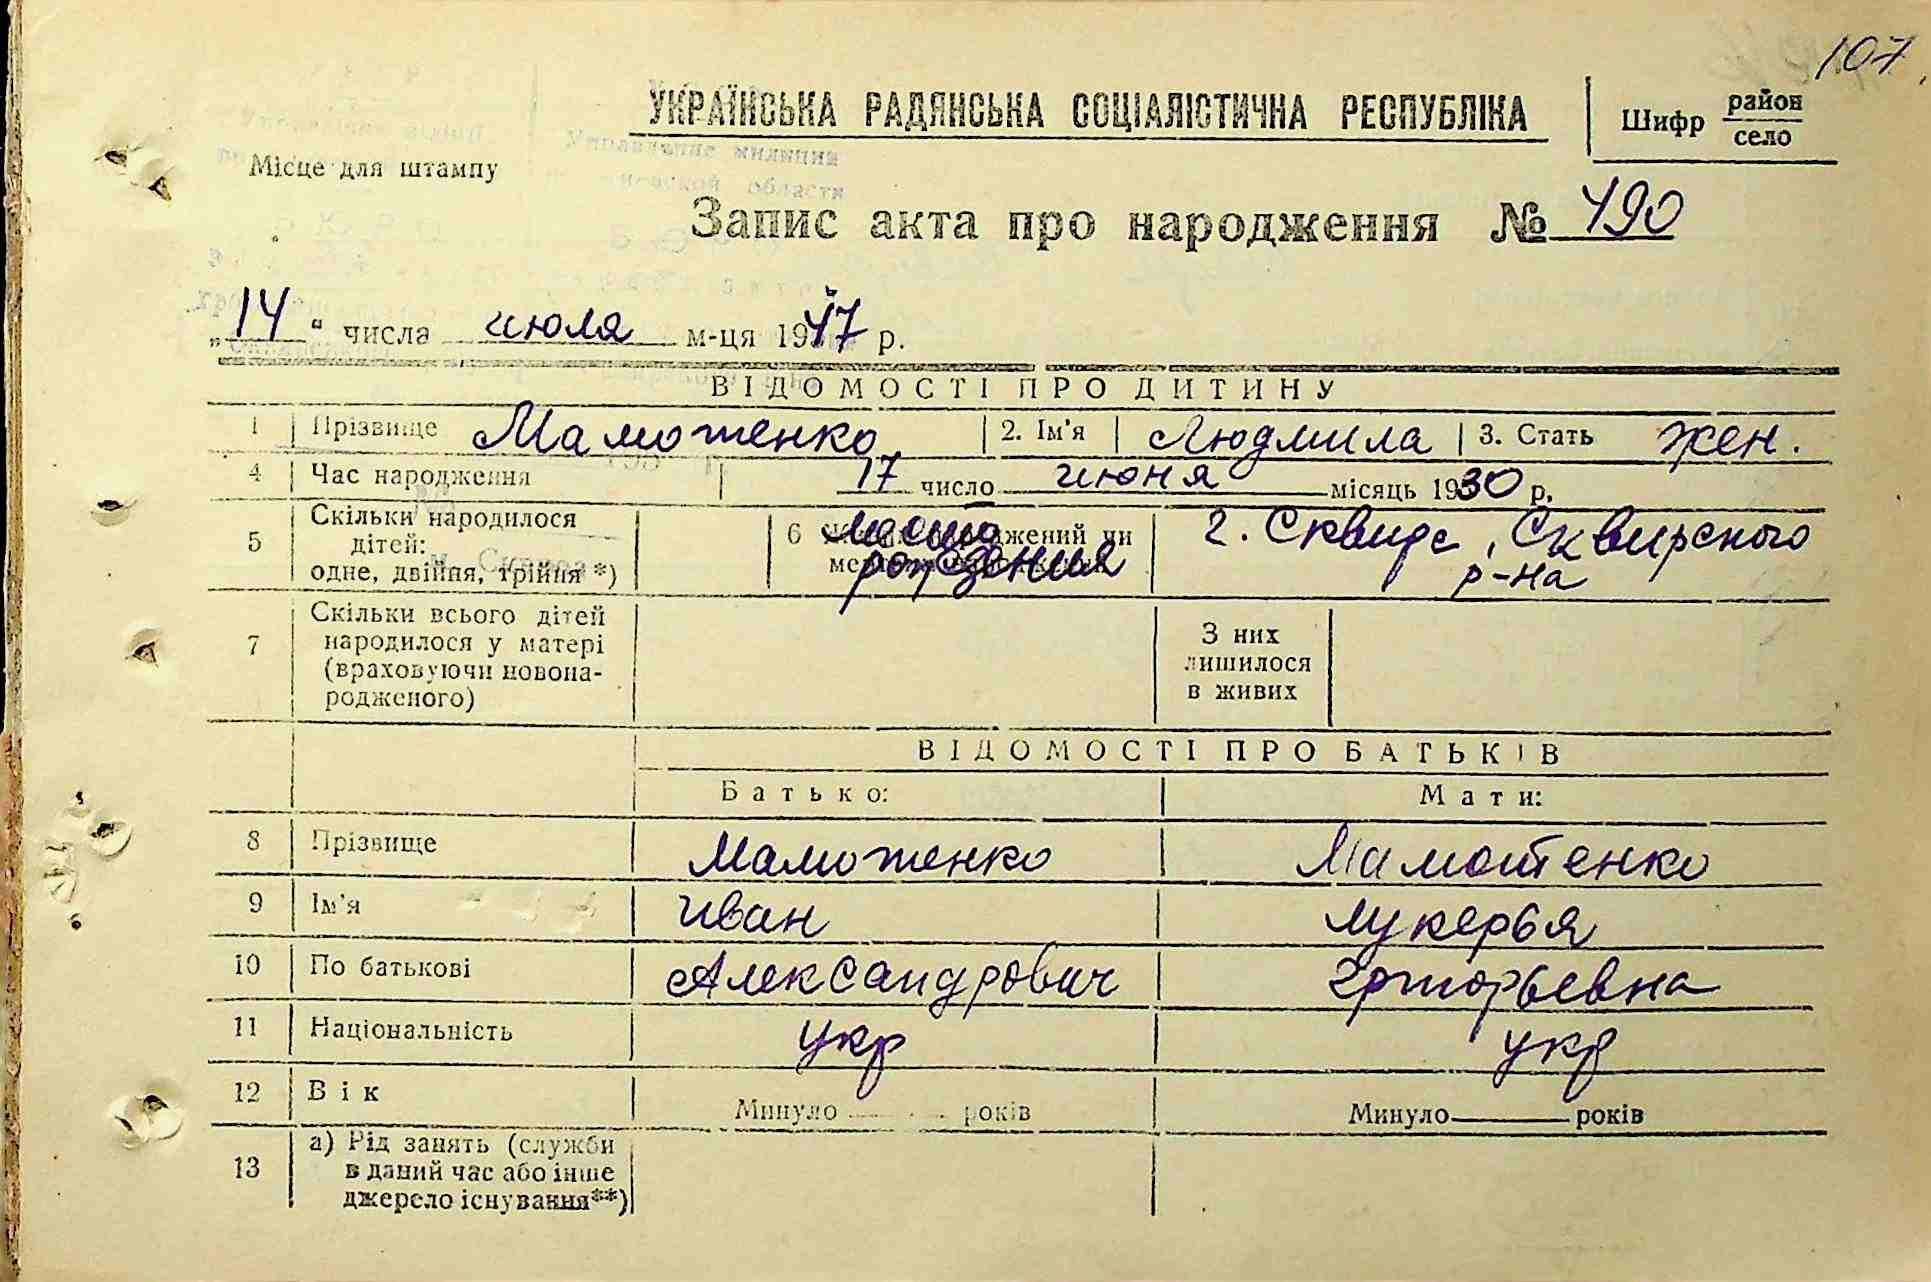 107
УКРАЇНСЬКА РАДЯНСЬКА СОЦІАЛІСТИЧНА РЕСПУБЛІКА
Шифр район село
Місце для штампу
Управление милиции
области
Запис акта про народження № 490
„14“ числа июля м-ця 1947 р.
ВІДОМОСТІ ПРО ДИТИНУ
1 Прізвище Мамотенко 2. Ім'я Людмила 3. Стать жен.
4 Час народження 17 число июня місяць 1930 р.
5 Скільки народилося дітей: одне, двійня, трійня *)
6 место рождения г. Сквира, Сквирского р-на
7 Скільки всього дітей народилося у матері (враховуючи новонародженого)
З них лишилося в живих
ВІДОМОСТІ ПРО БАТЬКІВ
Батько: Мати:
8 Прізвище Мамотенко Мамотенко
9 Ім'я Иван Лукерья
10 По батькові Александрович Григорьевна
11 Національність укр укр
12 Вік Минуло років Минуло років
13 а) Рід занять (служби в даний час або інше джерело існування**)